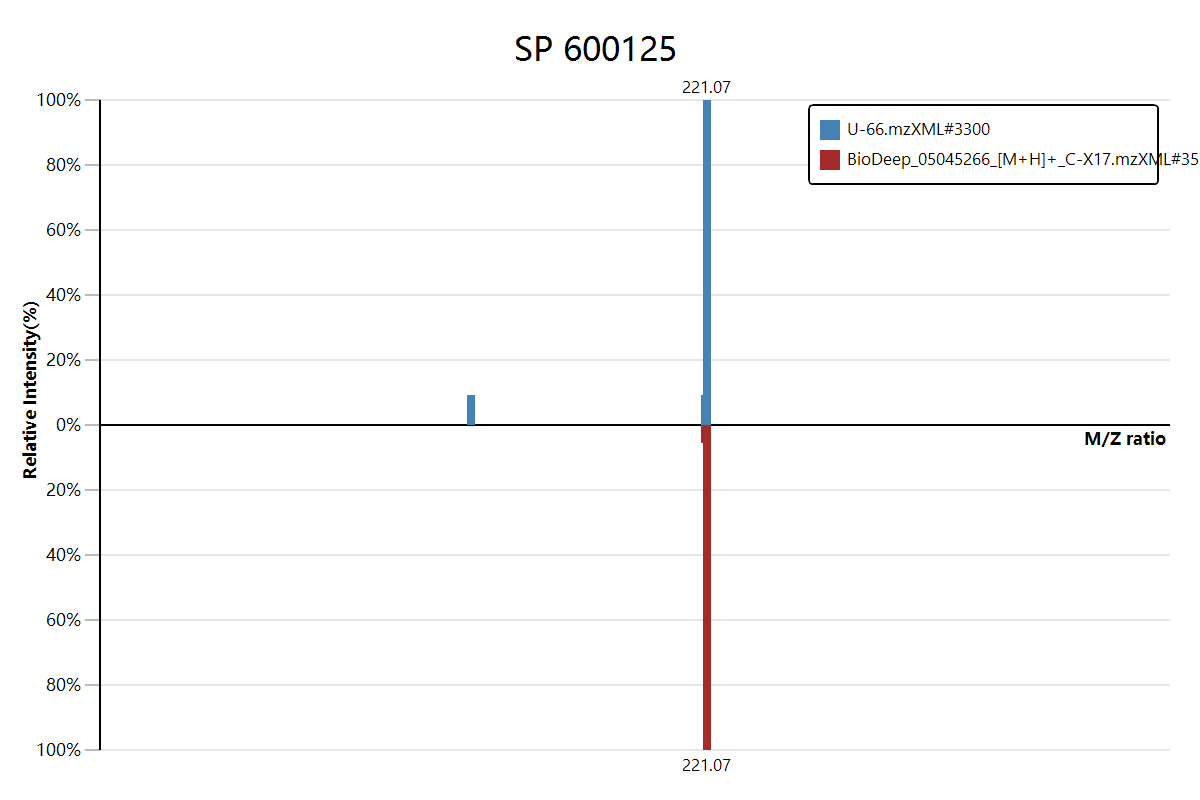 SP 600125
221.07
U-66.mzXML#3300
BioDeep_05045266_[M+H]+_C-X17.mzXML#35
100%
80%
60%
40%
20%
0%
20%
40%
60%
80%
100%
Relative Intensity(%)
M/Z ratio
221.07